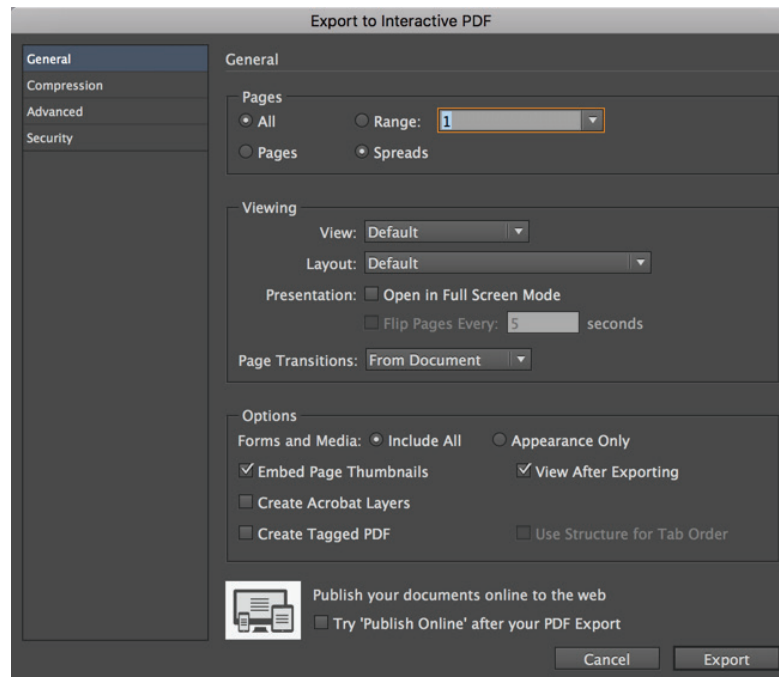 Export to Interactive PDF
General
Compression
Advanced
Security
General
Pages
All Range: 1
Pages Spreads
Viewing
View: Default
Layout: Default
Presentation: Open in Full Screen Mode
Flip Pages Every: 5 seconds
Page Transitions: From Document
Options
Forms and Media: Include All Appearance Only
Embed Page Thumbnails View After Exporting
Create Acrobat Layers
Create Tagged PDF Use Structure for Tab Order
Publish your documents online to the web
Try 'Publish Online' after your PDF Export
Cancel Export